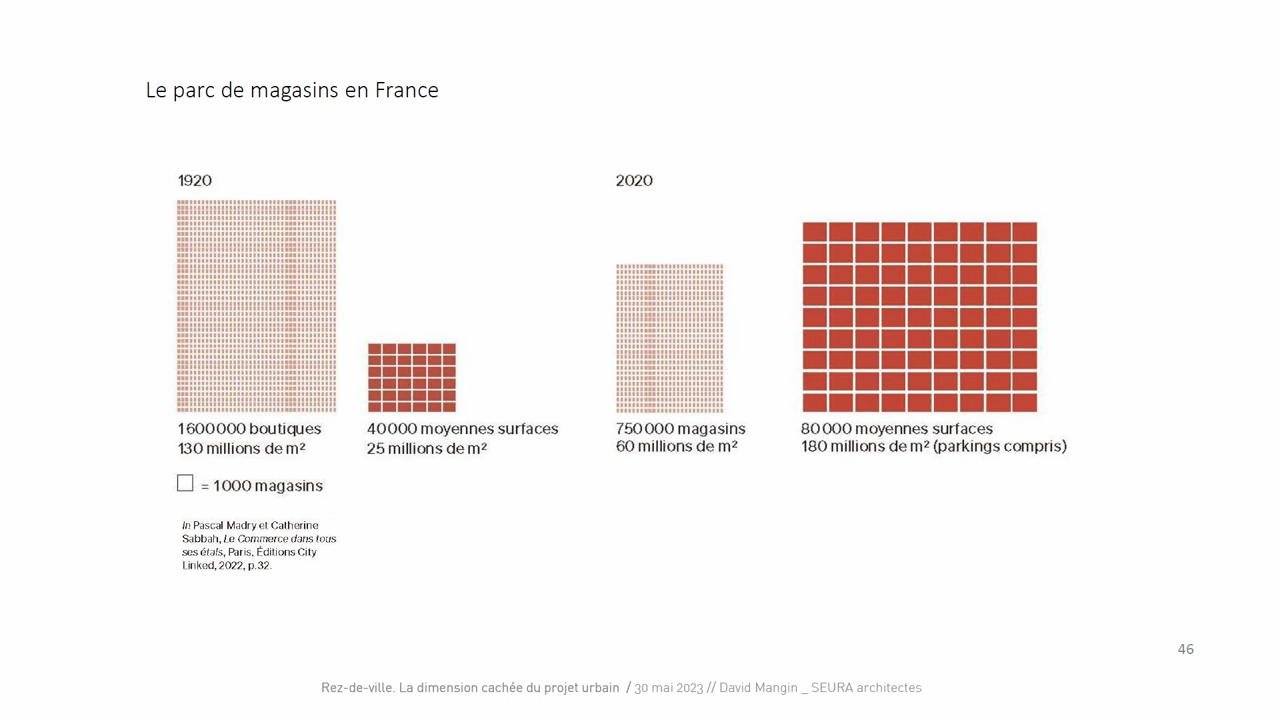 Le parc de magasins en France
1920
2020
1600000 boutiques
130 millions de m²
40000 moyennes surfaces
25 millions de m²
750000 magasins
60 millions de m²
80000 moyennes surfaces
180 millions de m² (parkings compris)
= 1000 magasins
In Pascal Madry et Catherine
Sabbah, Le Commerce dans tous
ses états, Paris, Éditions City
Linked, 2022, p.32.
46
Rez-de-ville. La dimension cachée du projet urbain / 30 mai 2023 // David Mangin _ SEURA architectes